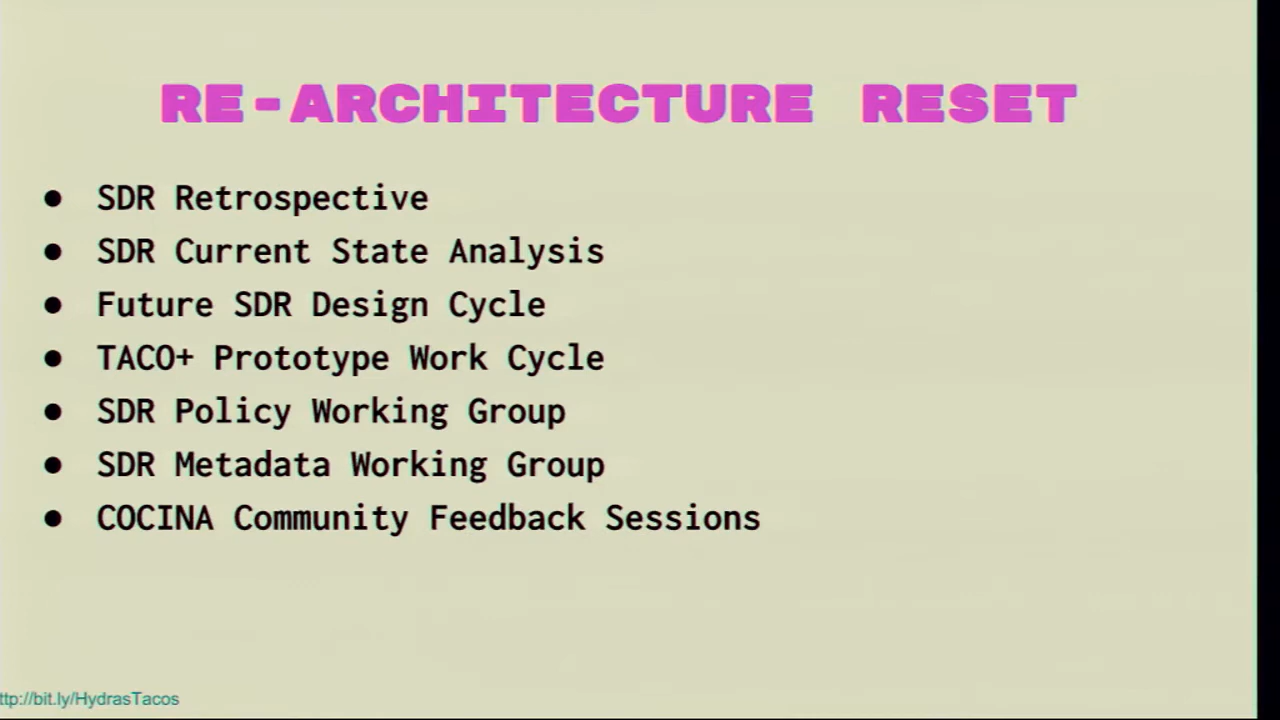 RE-ARCHITECTURE RESET
● SDR Retrospective
● SDR Current State Analysis
● Future SDR Design Cycle
● TACO+ Prototype Work Cycle
● SDR Policy Working Group
● SDR Metadata Working Group
● COCINA Community Feedback Sessions
ttp://bit.ly/HydrasTacos